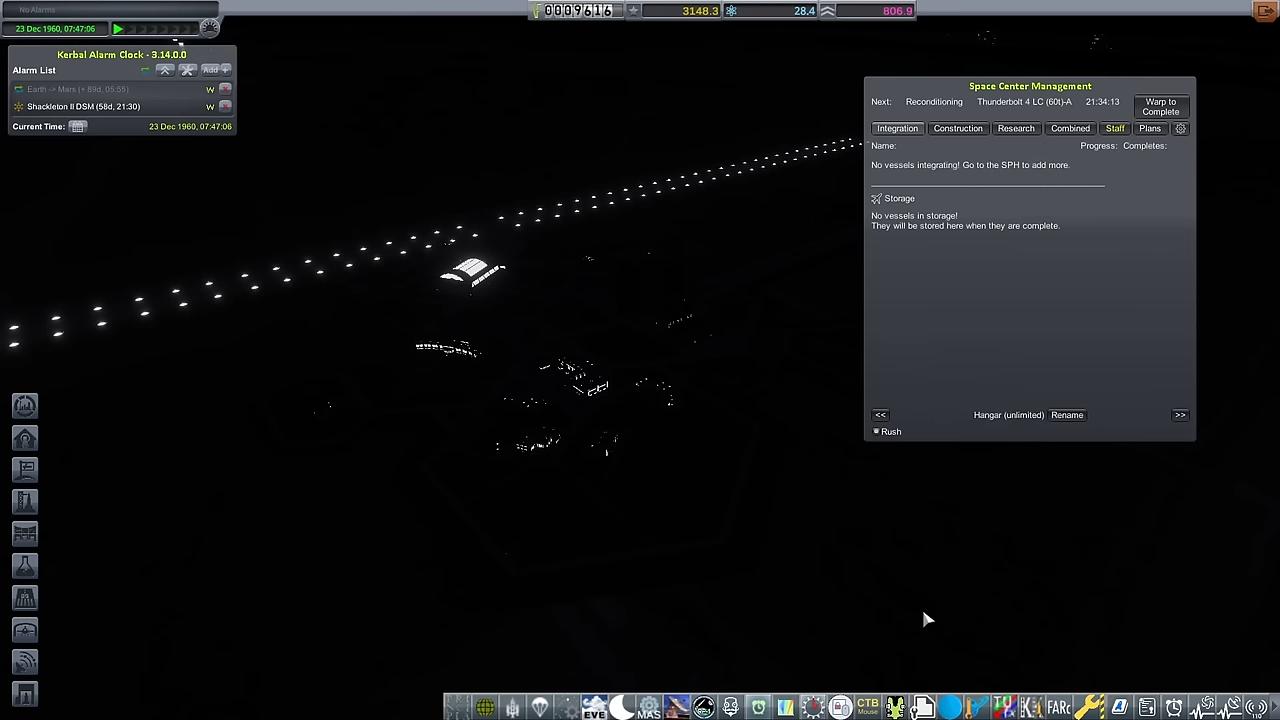 No Alarms
23 Dec 1960, 07:47:06
0009616
3148.3
28.4
806.9
Kerbal Alarm Clock - 3.14.0.0
Alarm List
Add +
Earth -> Mars (+ 89d, 05:55) W
Shackleton II DSM (58d, 21:30) W
Current Time: 23 Dec 1960, 07:47:06
Space Center Management
Next: Reconditioning Thunderbolt 4 LC (60t)-A 21:34:13 Warp to Complete
Integration Construction Research Combined Staff Plans
Name: Progress: Completes:
No vessels integrating! Go to the SPH to add more.
Storage
No vessels in storage!
They will be stored here when they are complete.
<< Hangar (unlimited) Rename >>
Rush
EVE
MAS
CTB
Mouse
FARc